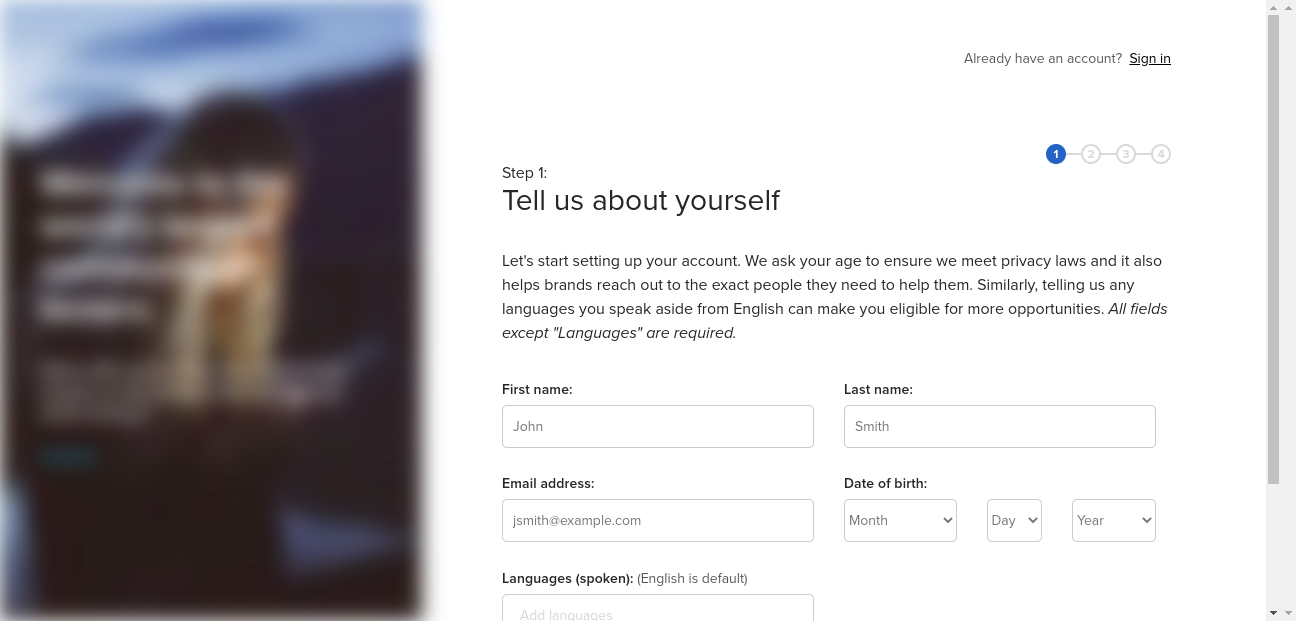 Already have an account? Sign in
1 2 3 4
Step 1:
Tell us about yourself
Let's start setting up your account. We ask your age to ensure we meet privacy laws and it also
helps brands reach out to the exact people they need to help them. Similarly, telling us any
languages you speak aside from English can make you eligible for more opportunities. All fields
except "Languages" are required.
First name:
Last name:
John
Smith
Email address:
Date of birth:
jsmith@example.com
Month
Day
Year
Languages (spoken): (English is default)
Add languages